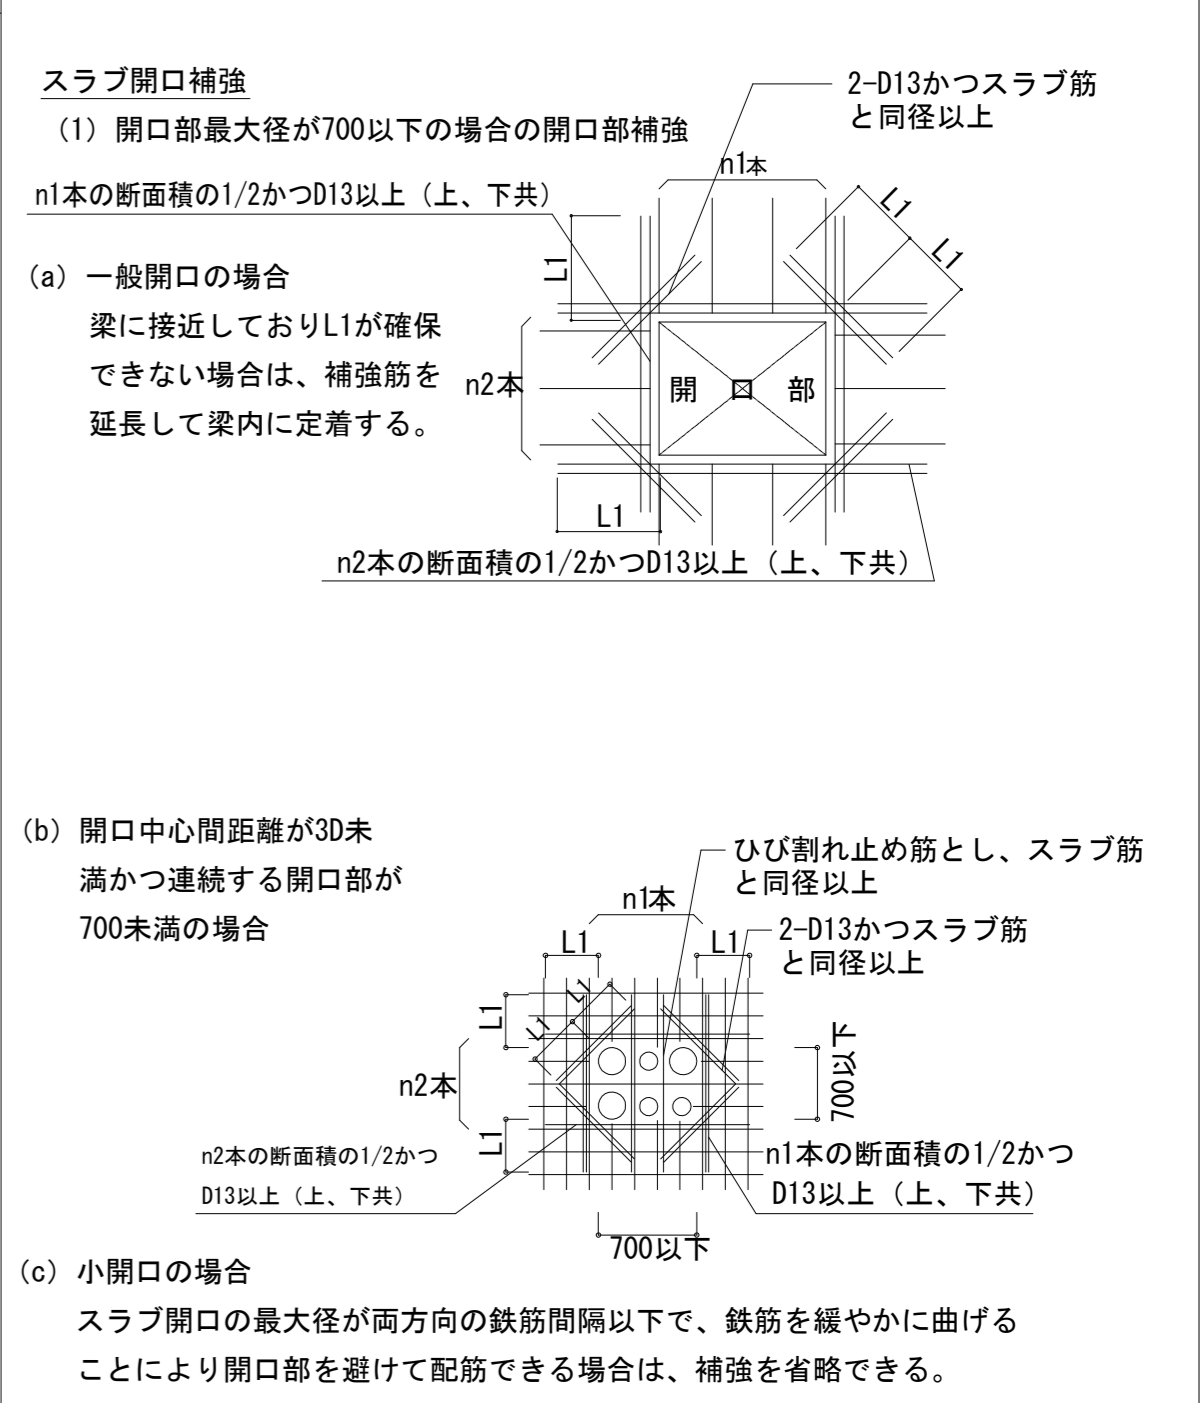 スラブ開口補強
(1) 開口部最大径が700以下の場合の開口部補強
2-D13かつスラブ筋
と同径以上
n1本
n1本の断面積の1/2かつD13以上（上、下共）
L1
L1
L1
(a) 一般開口の場合
梁に接近しておりL1が確保
できない場合は、補強筋を
延長して梁内に定着する。
n2本
開 口 部
L1
n2本の断面積の1/2かつD13以上（上、下共）
(b) 開口中心間距離が3D未
満かつ連続する開口部が
700未満の場合
ひび割れ止め筋とし、スラブ筋
と同径以上
n1本
2-D13かつスラブ筋
と同径以上
L1
L1
L1
L1
L1
n2本
700以下
L1
n2本の断面積の1/2かつ
D13以上（上、下共）
n1本の断面積の1/2かつ
D13以上（上、下共）
700以下
(c) 小開口の場合
スラブ開口の最大径が両方向の鉄筋間隔以下で、鉄筋を緩やかに曲げる
ことにより開口部を避けて配筋できる場合は、補強を省略できる。